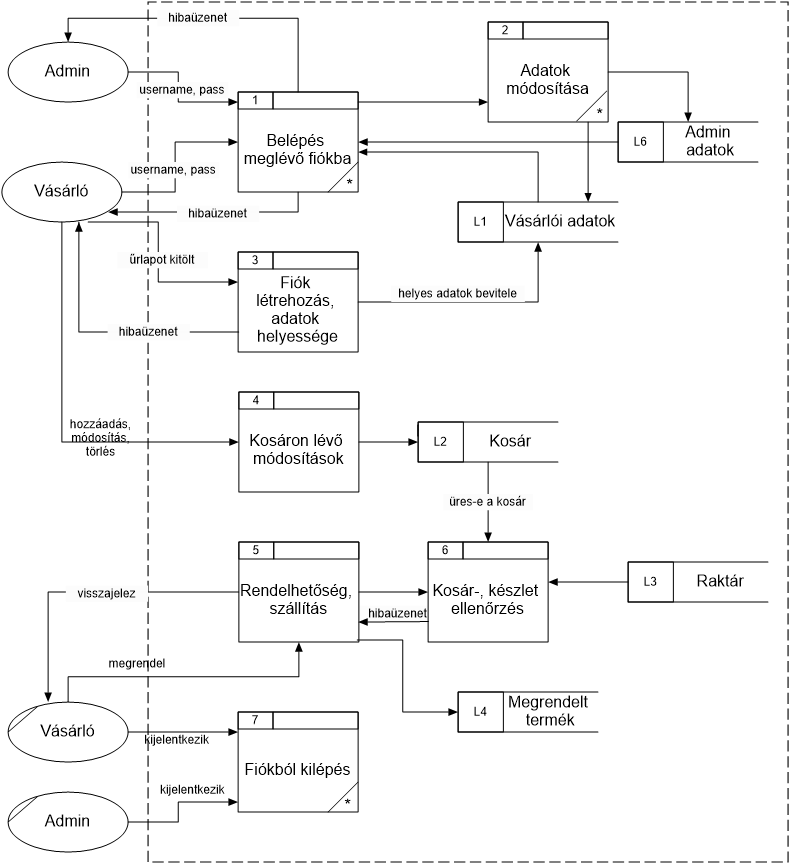 hibaüzenet
Admin
username, pass
1
Belépés
meglévő fiókba
*
2
Adatok
módosítása
*
L6
Admin
adatok
Vásárló
username, pass
hibaüzenet
L1
Vásárlói adatok
űrlapot kitölt
3
Fiók
létrehozás,
adatok
helyessége
helyes adatok bevitele
hibaüzenet
4
Kosáron lévő
módosítások
hozzáadás,
módosítás,
törlés
L2
Kosár
üres-e a kosár
5
Rendelhetőség,
szállítás
6
Kosár-, készlet
ellenőrzés
L3
Raktár
visszajelez
hibaüzenet
megrendel
L4
Megrendelt
termék
Vásárló
kijelentkezik
7
Fiókból kilépés
*
kijelentkezik
Admin